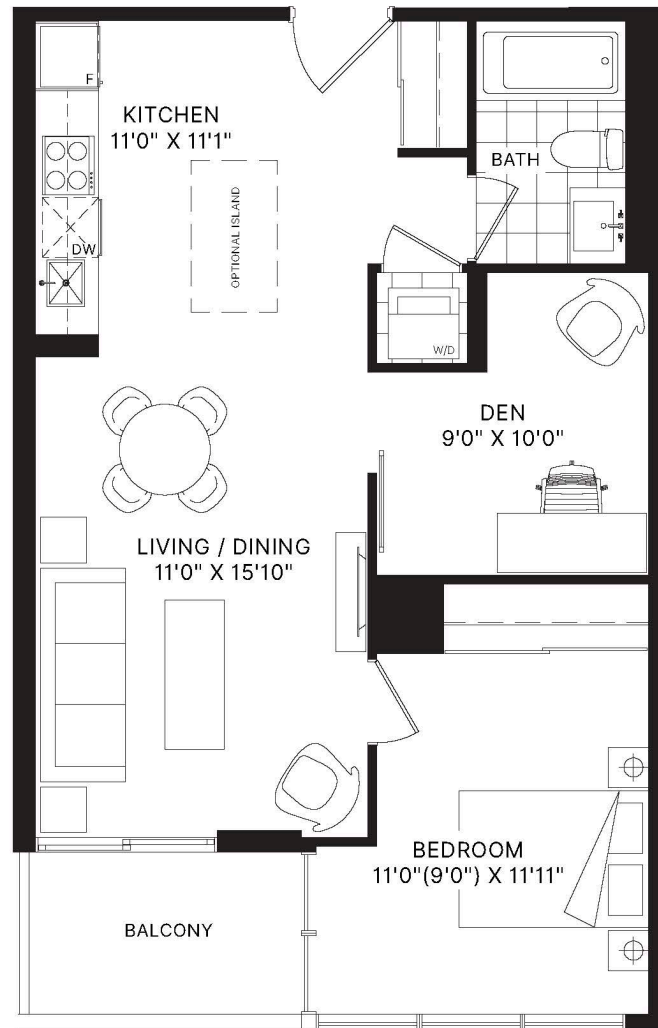 F
KITCHEN
11'0" X 11'1"
BATH
OPTIONAL ISLAND
DW
W/D
DEN
9'0" X 10'0"
LIVING / DINING
11'0" X 15'10"
BEDROOM
11'0"(9'0") X 11'11"
BALCONY